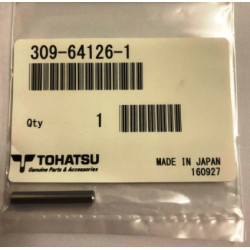 309-64126-1
Qty 1
TOHATSU
Genuine Parts & Accessories
MADE IN JAPAN
160927